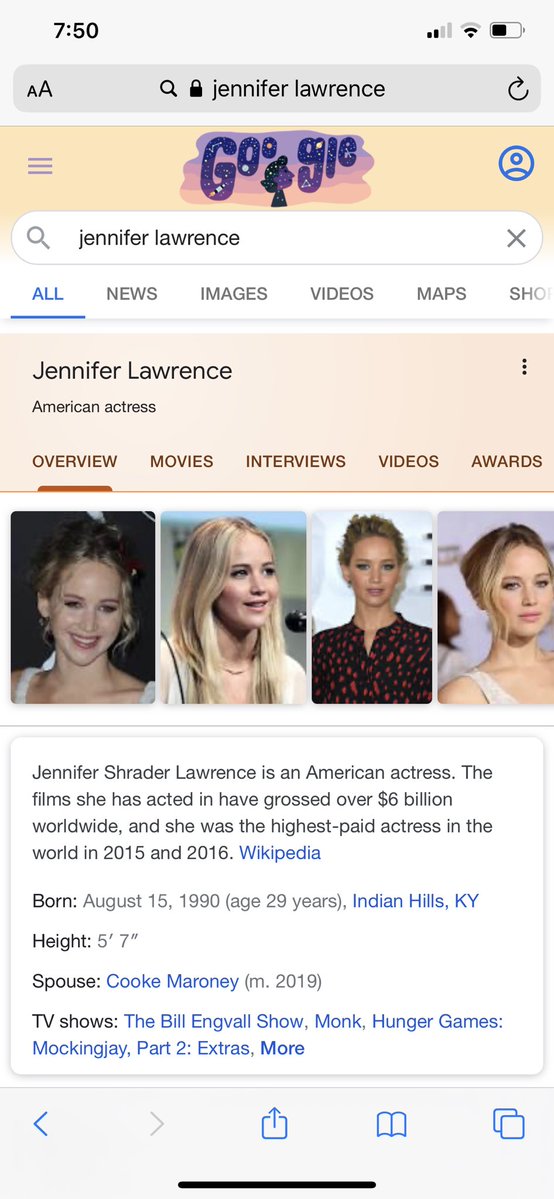 7:50
AA jennifer lawrence
Google
jennifer lawrence
ALL NEWS IMAGES VIDEOS MAPS SHO
Jennifer Lawrence
American actress
OVERVIEW MOVIES INTERVIEWS VIDEOS AWARDS
Jennifer Shrader Lawrence is an American actress. The
films she has acted in have grossed over $6 billion
worldwide, and she was the highest-paid actress in the
world in 2015 and 2016. Wikipedia
Born: August 15, 1990 (age 29 years), Indian Hills, KY
Height: 5′ 7″
Spouse: Cooke Maroney (m. 2019)
TV shows: The Bill Engvall Show, Monk, Hunger Games:
Mockingjay, Part 2: Extras, More